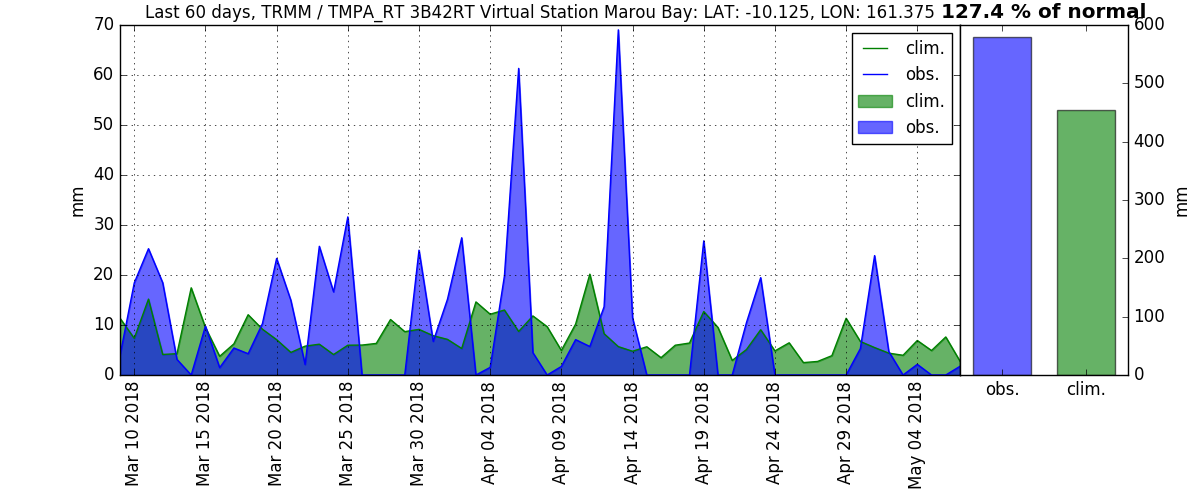 Last 60 days, TRMM / TMPA_RT 3B42RT Virtual Station Marou Bay: LAT: -10.125, LON: 161.375 127.4 % of normal
70
60
50
40
30
20
10
0
mm
clim.
obs.
clim.
obs.
600
500
400
300
200
100
0
mm
obs.
clim.
Mar 10 2018
Mar 15 2018
Mar 20 2018
Mar 25 2018
Mar 30 2018
Apr 04 2018
Apr 09 2018
Apr 14 2018
Apr 19 2018
Apr 24 2018
Apr 29 2018
May 04 2018